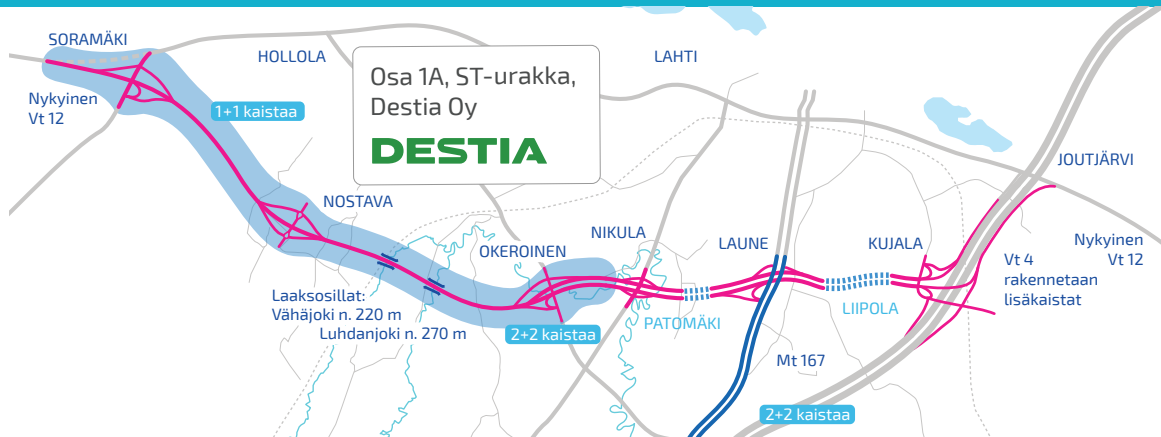 SORAMÄKI
HOLLOLA
LAHTI
Osa 1A, ST-urakka,
Destia Oy
DESTIA
Nykyinen
Vt 12
1+1 kaistaa
JOUTJÄRVI
NOSTAVA
NIKULA
OKEROINEN
LAUNE
KUJALA
Nykyinen
Vt 12
Vt 4
rakennetaan
lisäkaistat
Laaksosillat:
Vähäjoki n. 220 m
Luhdanjoki n. 270 m
LIIPOLA
PATOMÄKI
2+2 kaistaa
Mt 167
2+2 kaistaa